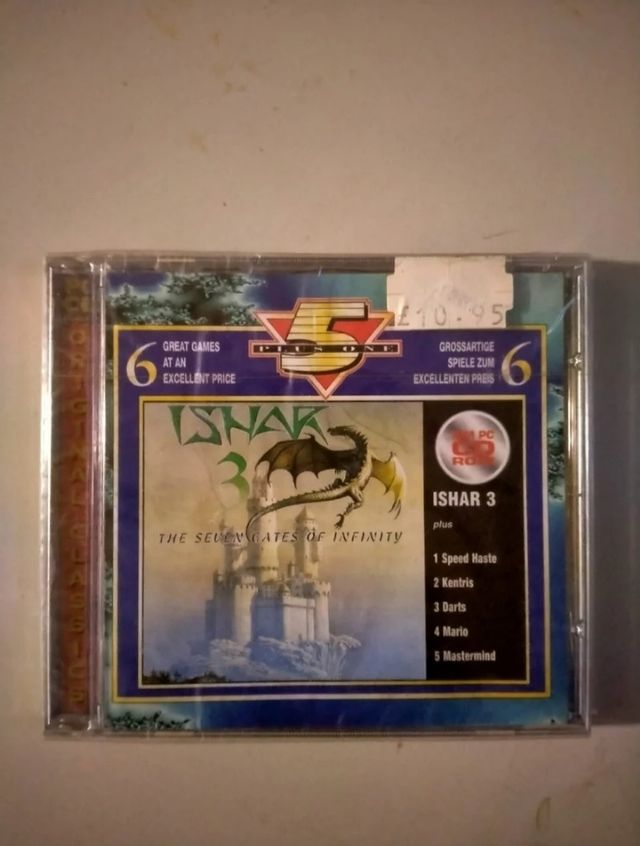 £10.95
5
PLUS ONE
6
GREAT GAMES
AT AN
EXCELLENT PRICE
GROSSARTIGE
SPIELE ZUM
EXCELLENTEN PREIS
6
ISHAR
3
THE SEVEN GATES OF INFINITY
PC
CD
ROM
ISHAR 3
plus
1 Speed Haste
2 Kentris
3 Darts
4 Mario
5 Mastermind
ORIGINAL CLASSICS